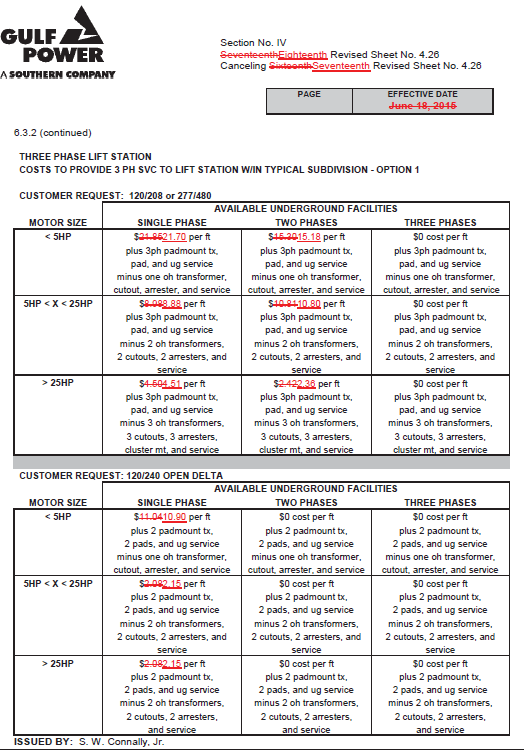 GULF
POWER
A SOUTHERN COMPANY
Section No. IV
SeventeenthEighteenth Revised Sheet No. 4.26
Canceling SixteenthSeventeenth Revised Sheet No. 4.26
PAGE EFFECTIVE DATE
June 18, 2015
6.3.2 (continued)
THREE PHASE LIFT STATION
COSTS TO PROVIDE 3 PH SVC TO LIFT STATION W/IN TYPICAL SUBDIVISION - OPTION 1
CUSTOMER REQUEST: 120/208 or 277/480
AVAILABLE UNDERGROUND FACILITIES
MOTOR SIZE SINGLE PHASE TWO PHASES THREE PHASES
< 5HP $21.8521.70 per ft $15.3015.18 per ft $0 cost per ft
plus 3ph padmount tx, plus 3ph padmount tx, plus 3ph padmount tx,
pad, and ug service pad, and ug service pad, and ug service
minus one oh transformer, minus one oh transformer, minus one oh transformer,
cutout, arrester, and service cutout, arrester, and service cutout, arrester, and service
5HP < X < 25HP $8.988.88 per ft $10.8110.80 per ft $0 cost per ft
plus 3ph padmount tx, plus 3ph padmount tx, plus 3ph padmount tx,
pad, and ug service pad, and ug service pad, and ug service
minus 2 oh transformers, minus 2 oh transformers, minus 2 oh transformers,
2 cutouts, 2 arresters, and 2 cutouts, 2 arresters, and 2 cutouts, 2 arresters, and
service service service
> 25HP $4.504.51 per ft $2.422.36 per ft $0 cost per ft
plus 3ph padmount tx, plus 3ph padmount tx, plus 3ph padmount tx,
pad, and ug service pad, and ug service pad, and ug service
minus 3 oh transformers, minus 3 oh transformers, minus 3 oh transformers,
3 cutouts, 3 arresters, 3 cutouts, 3 arresters, 3 cutouts, 3 arresters,
cluster mt, and service cluster mt, and service cluster mt, and service
CUSTOMER REQUEST: 120/240 OPEN DELTA
AVAILABLE UNDERGROUND FACILITIES
MOTOR SIZE SINGLE PHASE TWO PHASES THREE PHASES
< 5HP $11.0410.90 per ft $0 cost per ft $0 cost per ft
plus 2 padmount tx, plus 2 padmount tx, plus 2 padmount tx,
2 pads, and ug service 2 pads, and ug service 2 pads, and ug service
minus one oh transformer, minus one oh transformer, minus one oh transformer,
cutout, arrester, and service cutout, arrester, and service cutout, arrester, and service
5HP < X < 25HP $2.082.15 per ft $0 cost per ft $0 cost per ft
plus 2 padmount tx, plus 2 padmount tx, plus 2 padmount tx,
2 pads, and ug service 2 pads, and ug service 2 pads, and ug service
minus 2 oh transformers, minus 2 oh transformers, minus 2 oh transformers,
2 cutouts, 2 arresters, and 2 cutouts, 2 arresters, and 2 cutouts, 2 arresters, and
service service service
> 25HP $2.082.15 per ft $0 cost per ft $0 cost per ft
plus 2 padmount tx, plus 2 padmount tx, plus 2 padmount tx,
2 pads, and ug service 2 pads, and ug service 2 pads, and ug service
minus 2 oh transformers, minus 2 oh transformers, minus 2 oh transformers,
2 cutouts, 2 arresters, 2 cutouts, 2 arresters, 2 cutouts, 2 arresters,
and service and service and service
ISSUED BY: S. W. Connally, Jr.